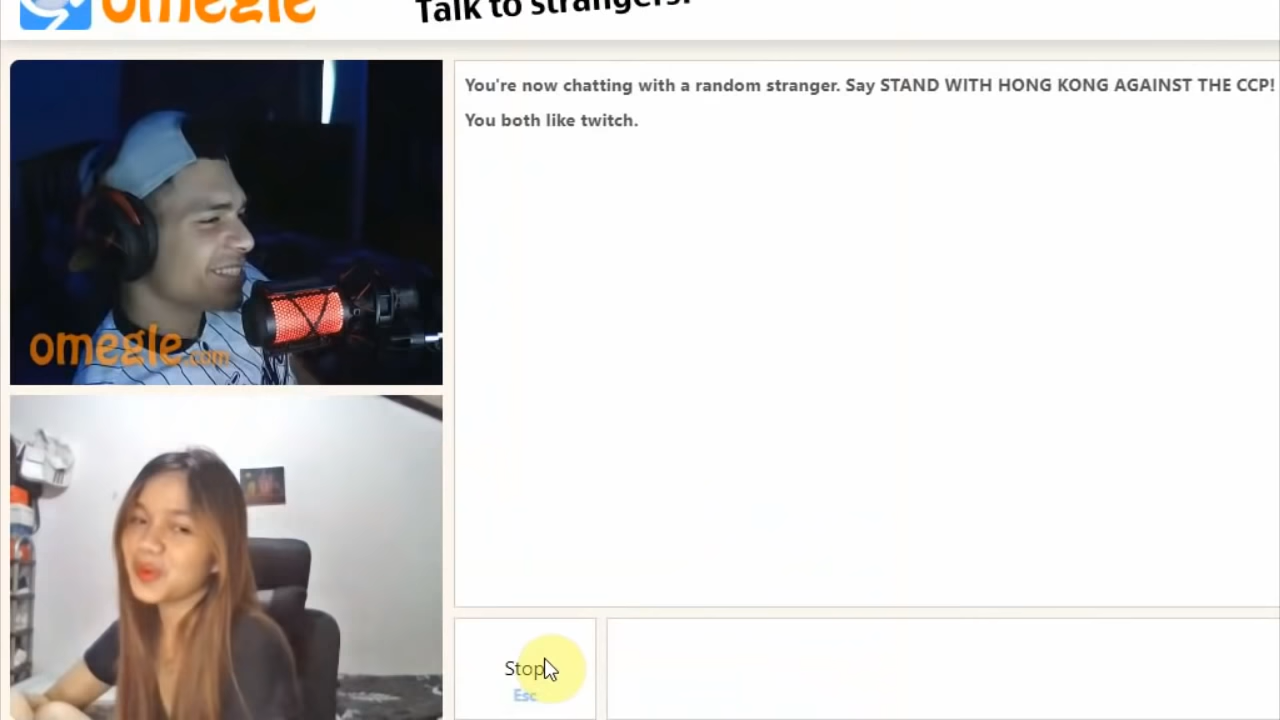 omegle
Talk to strangers!
You're now chatting with a random stranger. Say STAND WITH HONG KONG AGAINST THE CCP!
You both like twitch.
omegle.com
Stop
Esc